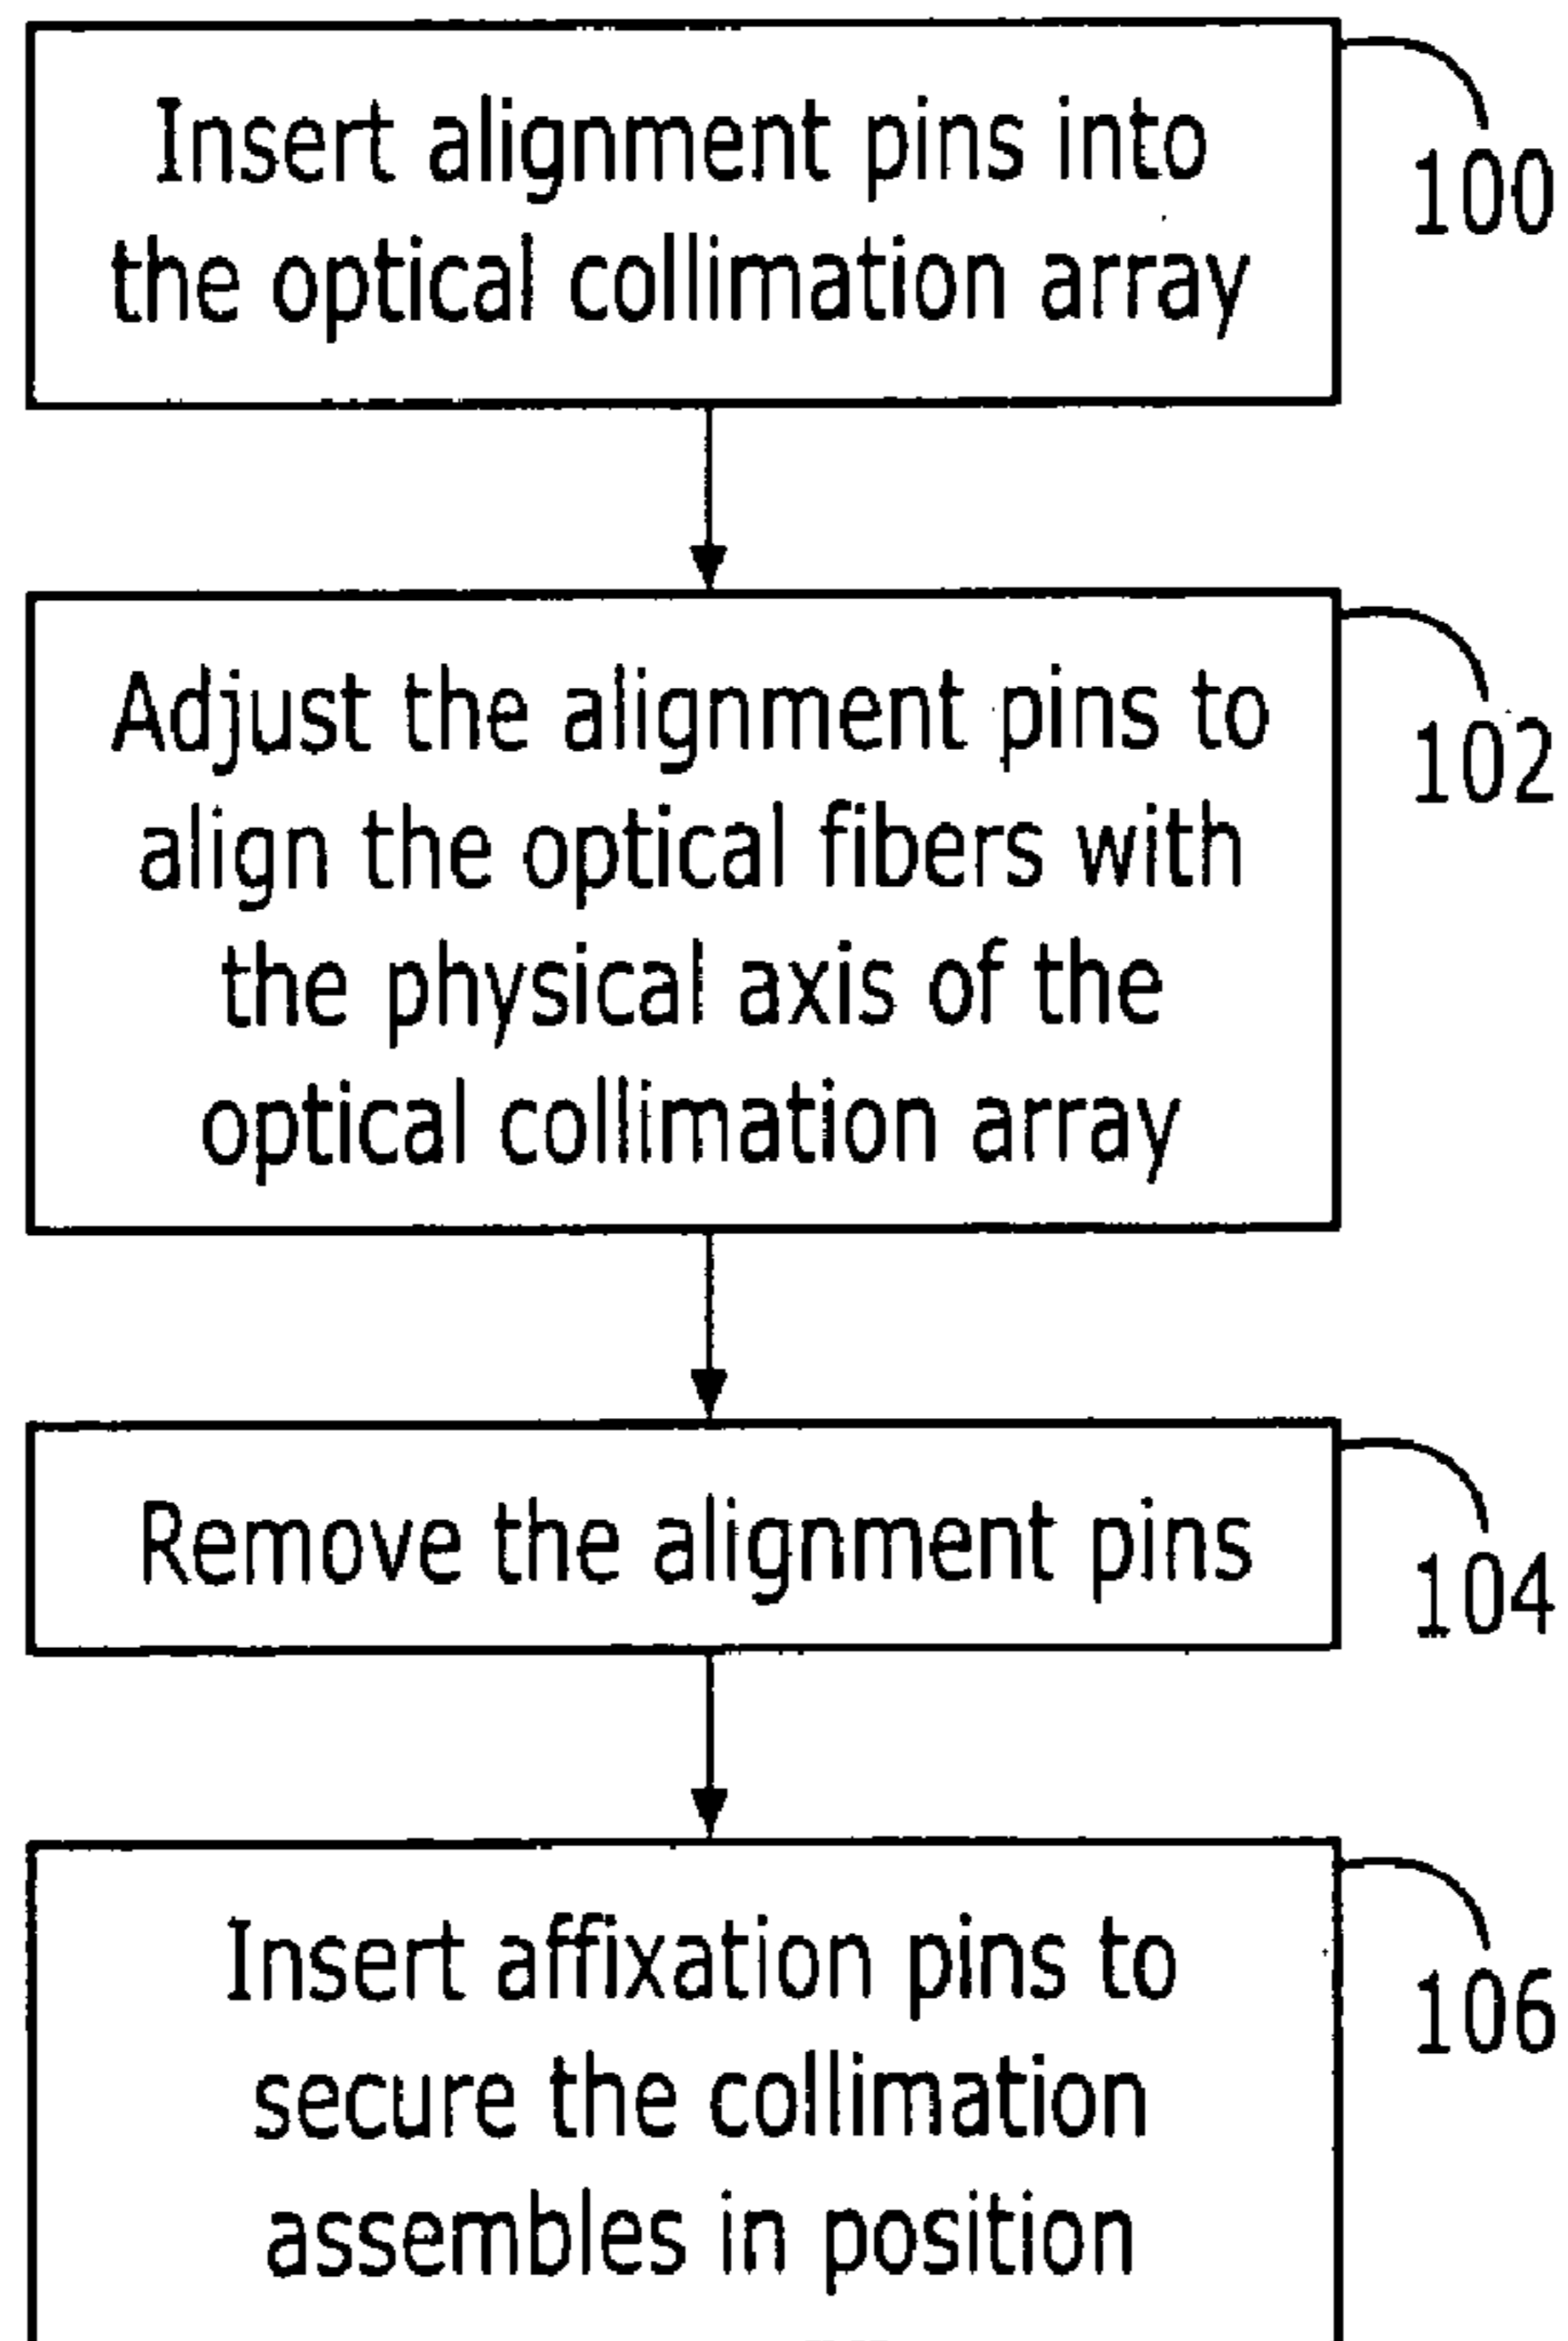 Insert alignment pins into
the optical collimation array
100
Adjust the alignment pins to
align the optical fibers with
the physical axis of the
optical collimation array
102
Remove the alignment pins
104
Insert affixation pins to
secure the collimation
assembles in position
106